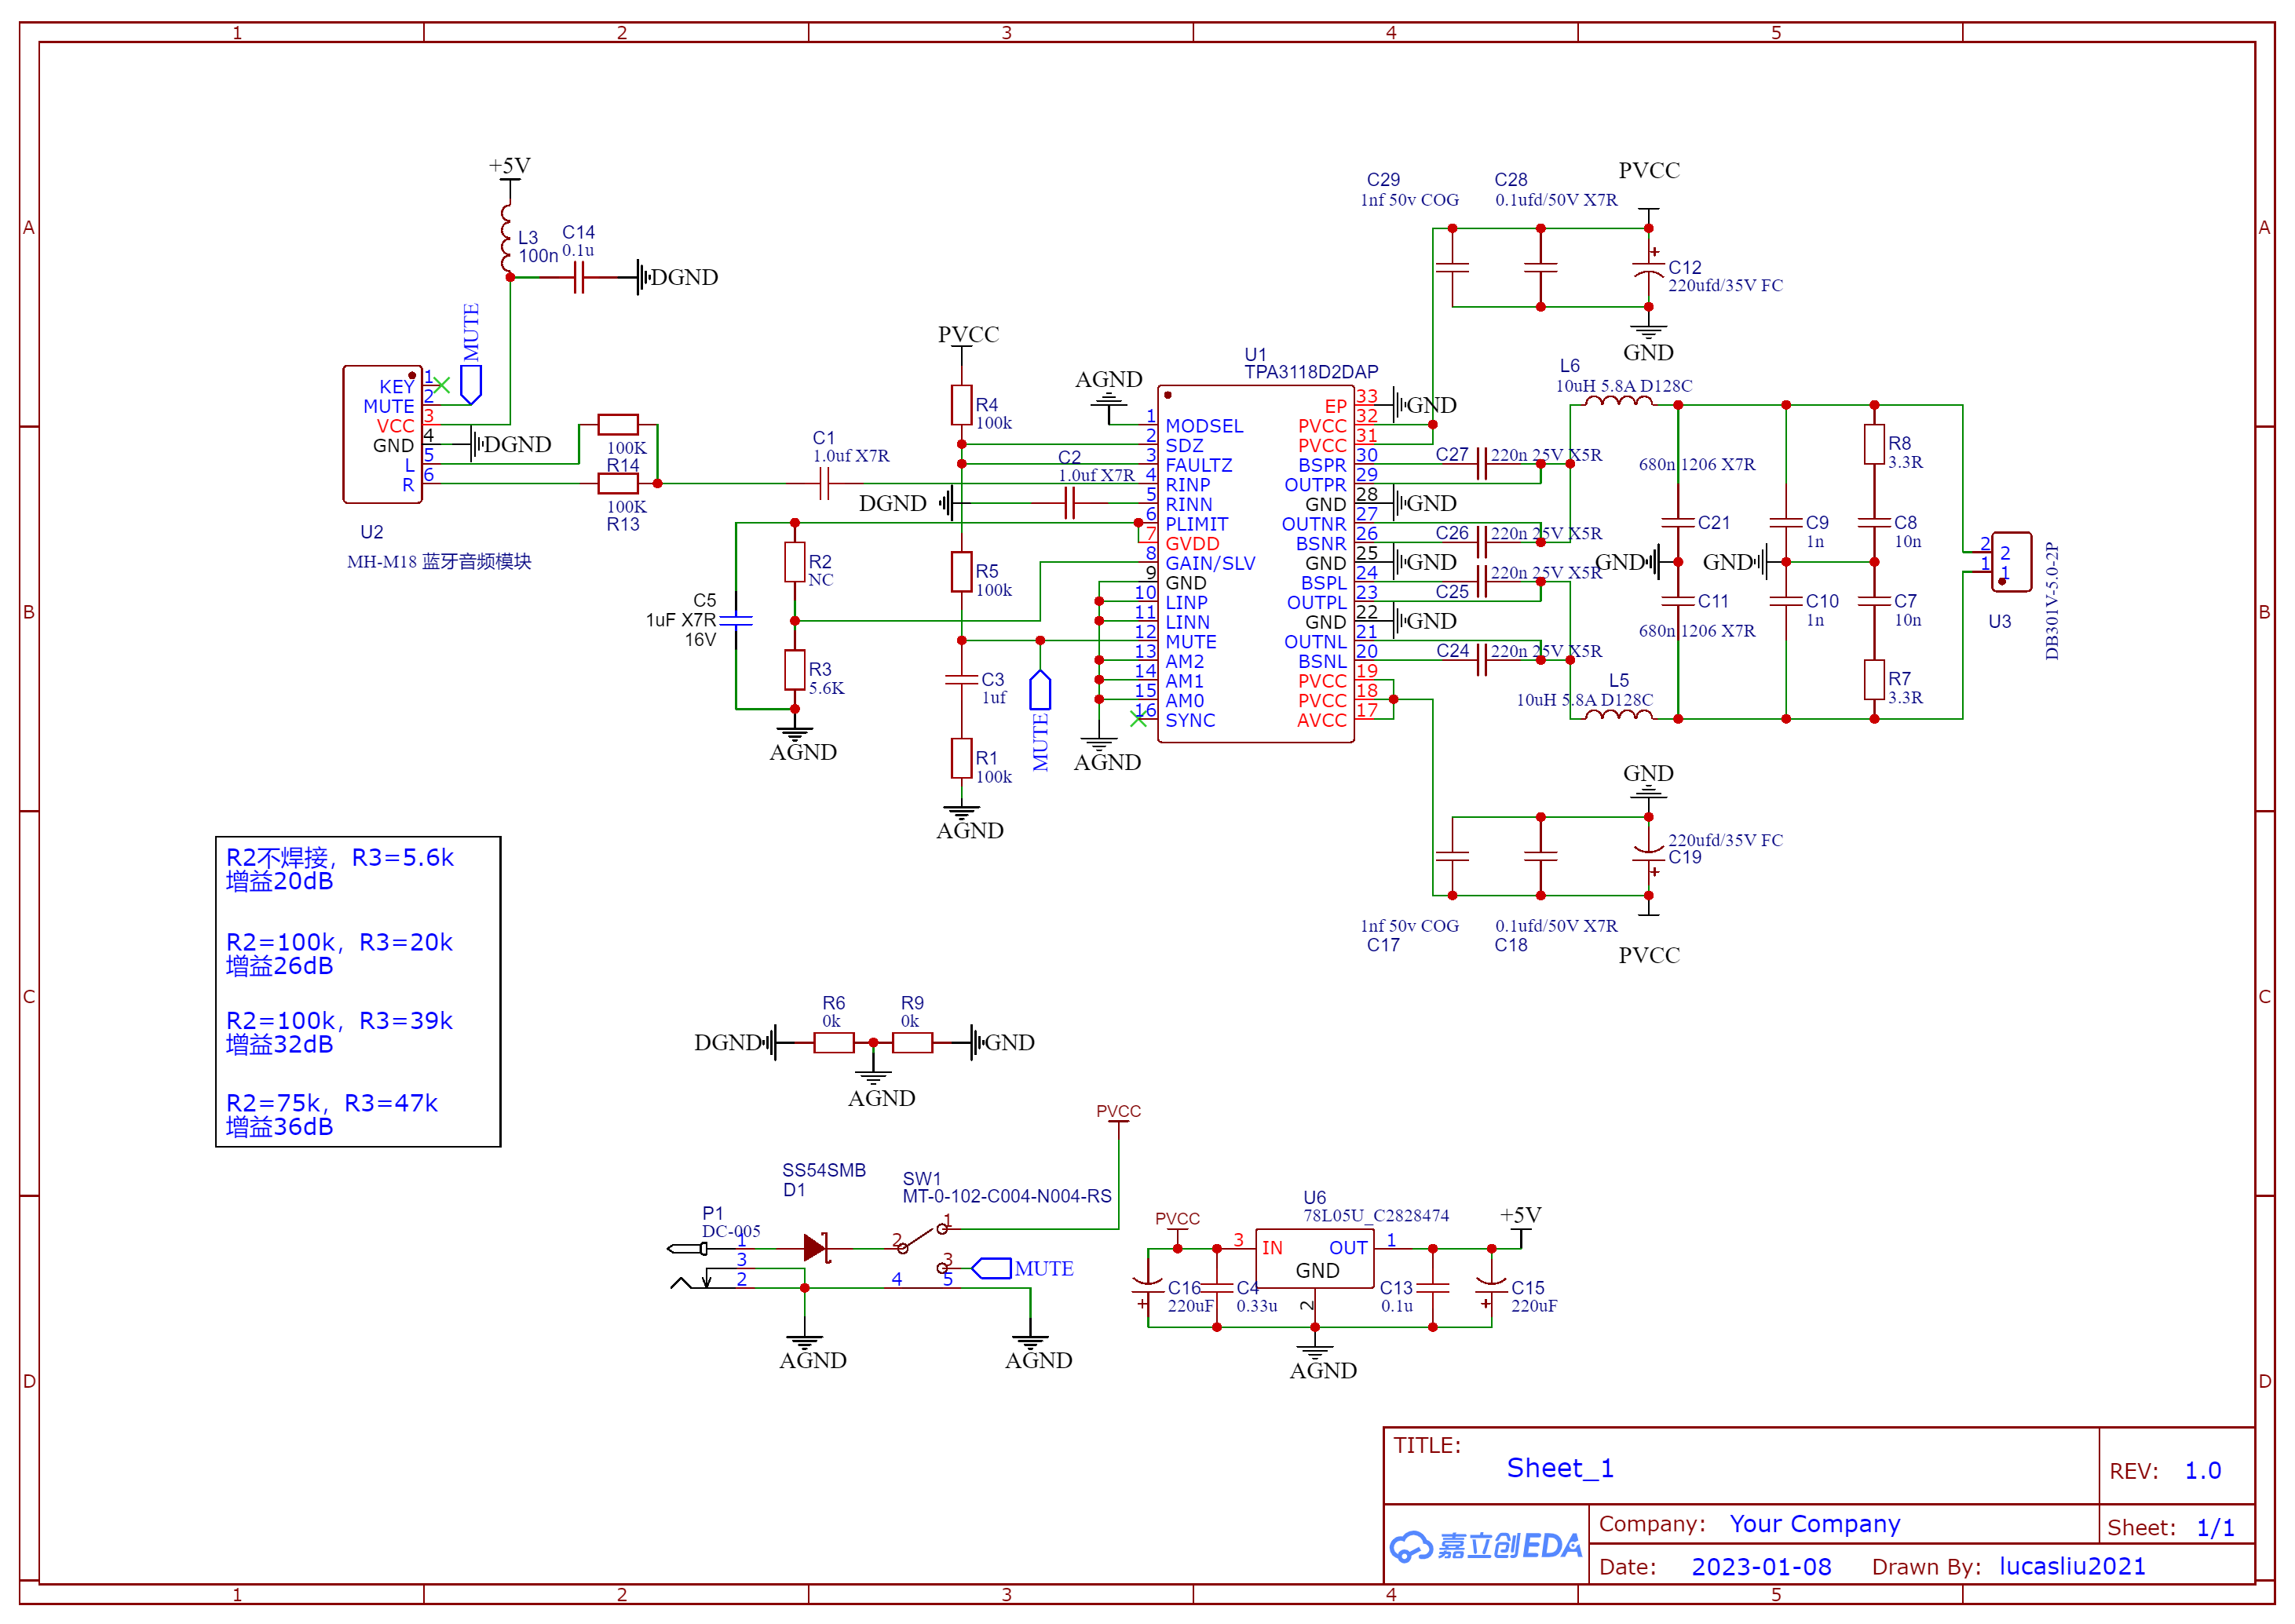 1 2 3 4 5
A
B
C
D
A
B
C
D
1 2 3 4 5
+5V
L3
100n
C14
0.1u
DGND
MUTE
KEY 1
MUTE 2
VCC 3
GND 4
L 5
R 6
DGND
U2
MH-M18 蓝牙音频模块
100K
R14
100K
R13
C1
1.0uf X7R
C2
1.0uf X7R
DGND
PVCC
R4
100k
R5
100k
C3
1uf
R1
100k
AGND
MUTE
R2
NC
R3
5.6K
C5
1uF X7R
16V
AGND
AGND
AGND
U1
TPA3118D2DAP
1 MODSEL
2 SDZ
3 FAULTZ
4 RINP
5 RINN
6 PLIMIT
7 GVDD
8 GAIN/SLV
9 GND
10 LINP
11 LINN
12 MUTE
13 AM2
14 AM1
15 AM0
16 SYNC
EP 33
PVCC 32
PVCC 31
BSPR 30
OUTPR 29
GND 28
OUTNR 27
BSNR 26
GND 25
BSPL 24
OUTPL 23
GND 22
OUTNL 21
BSNL 20
PVCC 19
PVCC 18
AVCC 17
GND
GND
GND
GND
C29
1nf 50v COG
C28
0.1ufd/50V X7R
PVCC
C12
220ufd/35V FC
GND
C27 220n 25V X5R
C26 220n 25V X5R
C25
220n 25V X5R
C24 220n 25V X5R
L6
10uH 5.8A D128C
L5
10uH 5.8A D128C
680n 1206 X7R
C21
GND
C11
680n 1206 X7R
C9
1n
GND
C10
1n
R8
3.3R
C8
10n
C7
10n
R7
3.3R
2 2
1 1
U3
DB301V-5.0-2P
GND
220ufd/35V FC
C19
1nf 50v COG
C17
0.1ufd/50V X7R
C18
PVCC
R2不焊接，R3=5.6k
增益20dB
R2=100k，R3=20k
增益26dB
R2=100k，R3=39k
增益32dB
R2=75k，R3=47k
增益36dB
R6
0k
R9
0k
DGND
GND
AGND
PVCC
SS54SMB
D1
SW1
MT-0-102-C004-N004-RS
P1
DC-005
1
3
2
2
1
3
4 5
MUTE
AGND
AGND
U6
78L05U_C2828474
PVCC
+5V
3 IN OUT 1
GND
2
C16
220uF
C4
0.33u
C13
0.1u
C15
220uF
AGND
TITLE:
Sheet_1
REV: 1.0
嘉立创EDA
Company: Your Company
Sheet: 1/1
Date: 2023-01-08 Drawn By: lucasliu2021